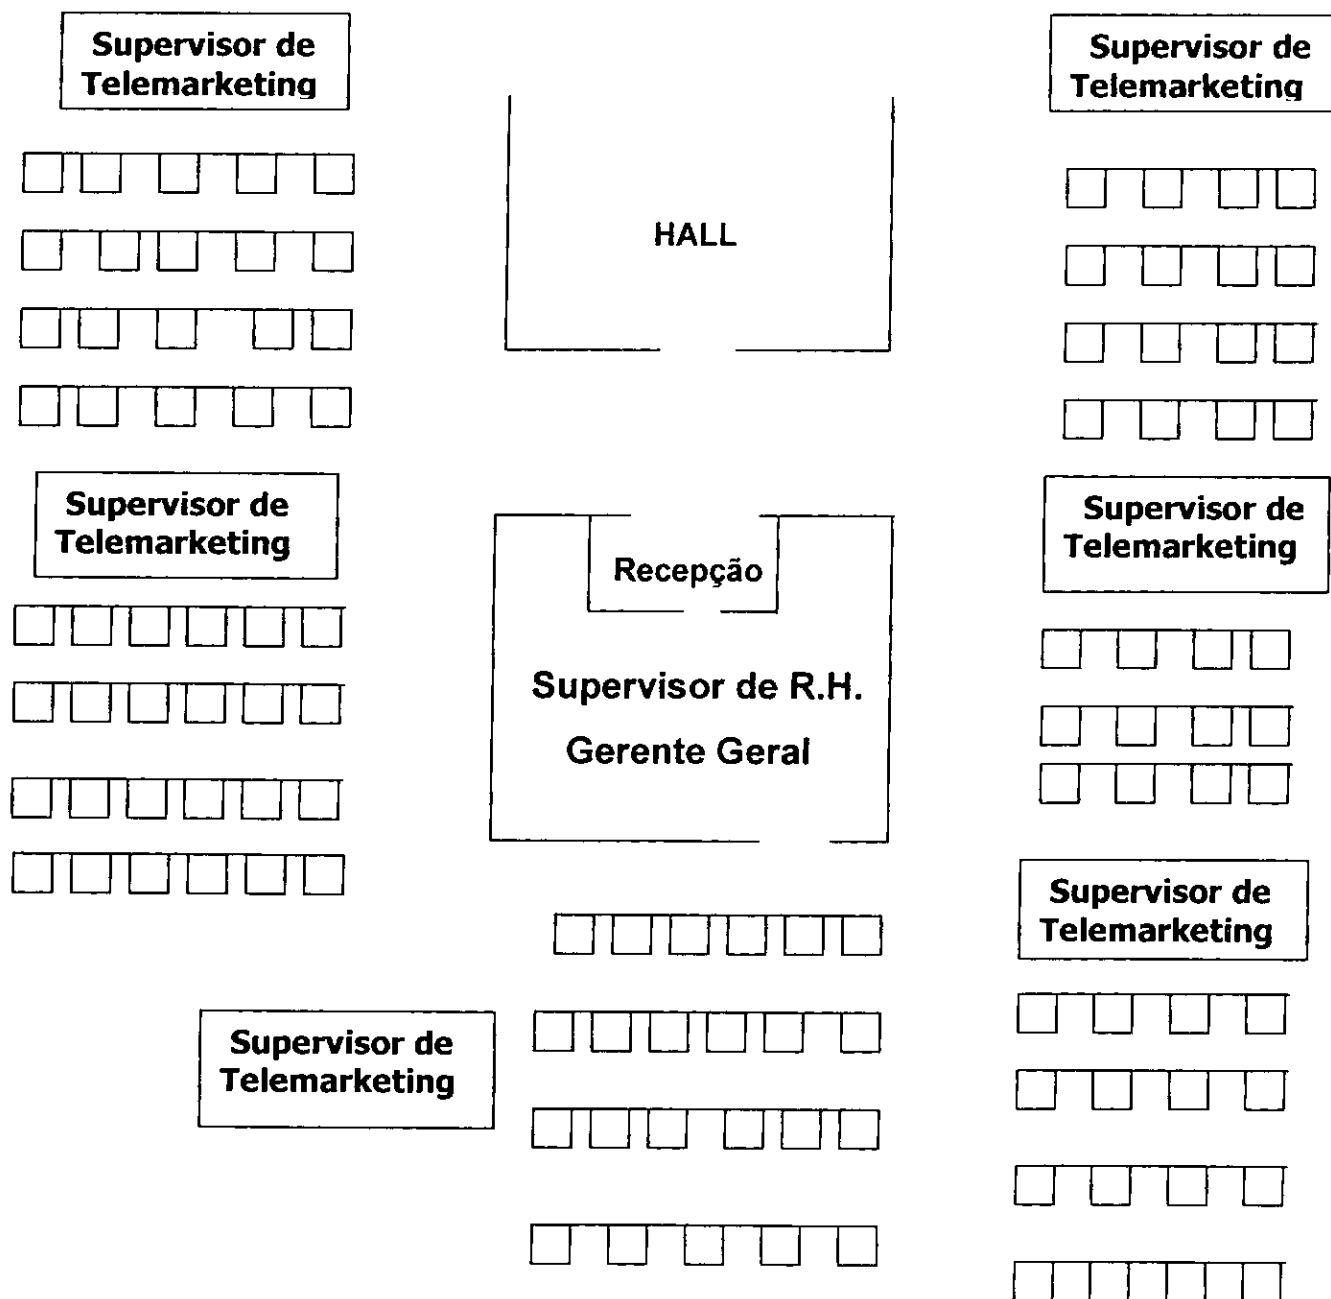 Supervisor de
Telemarketing
Supervisor de
Telemarketing
HALL
Supervisor de
Telemarketing
Supervisor de
Telemarketing
Recepção
Supervisor de R.H.
Gerente Geral
Supervisor de
Telemarketing
Supervisor de
Telemarketing